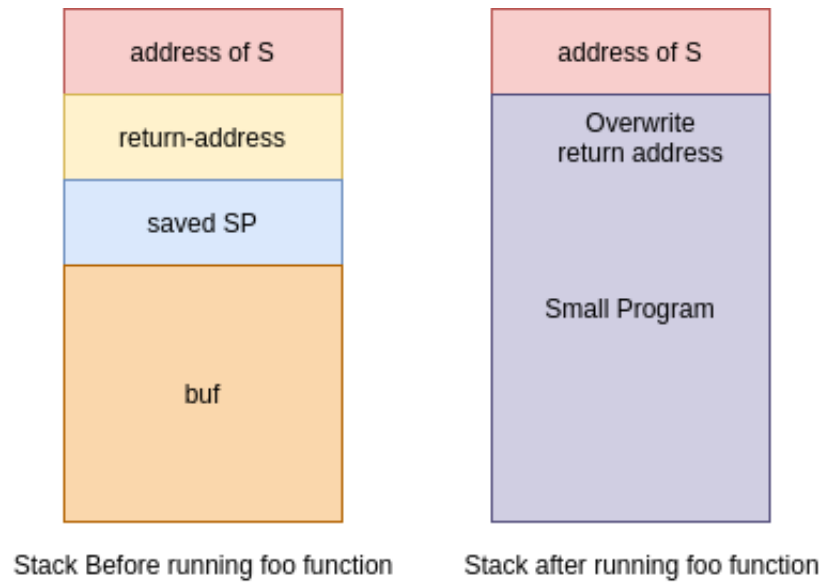 address of S
return-address
saved SP
buf
Stack Before running foo function
address of S
Overwrite
return address
Small Program
Stack after running foo function